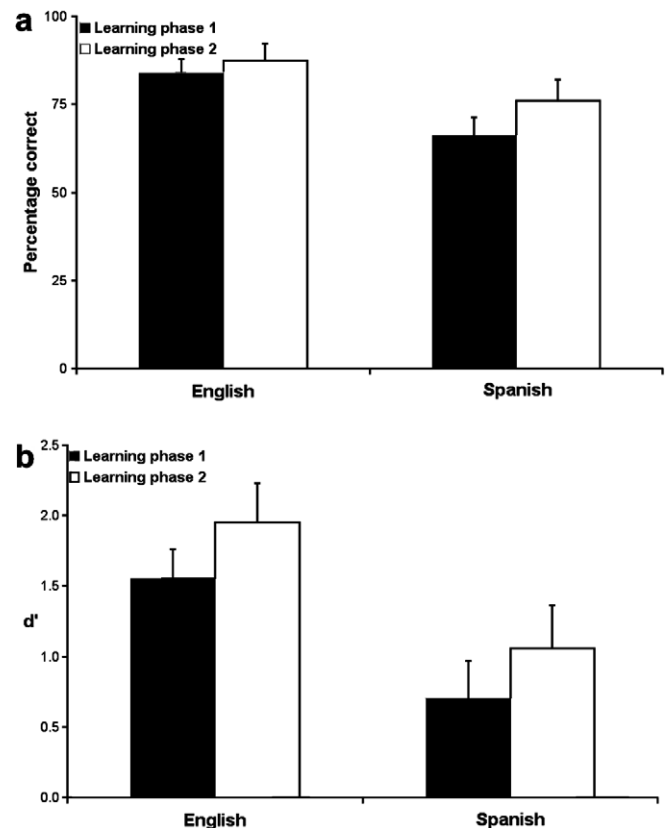 a
Learning phase 1
Learning phase 2
100
75
50
25
0
Percentage correct
English Spanish
b
Learning phase 1
Learning phase 2
2.5
2.0
1.5
1.0
0.5
0.0
d'
English Spanish